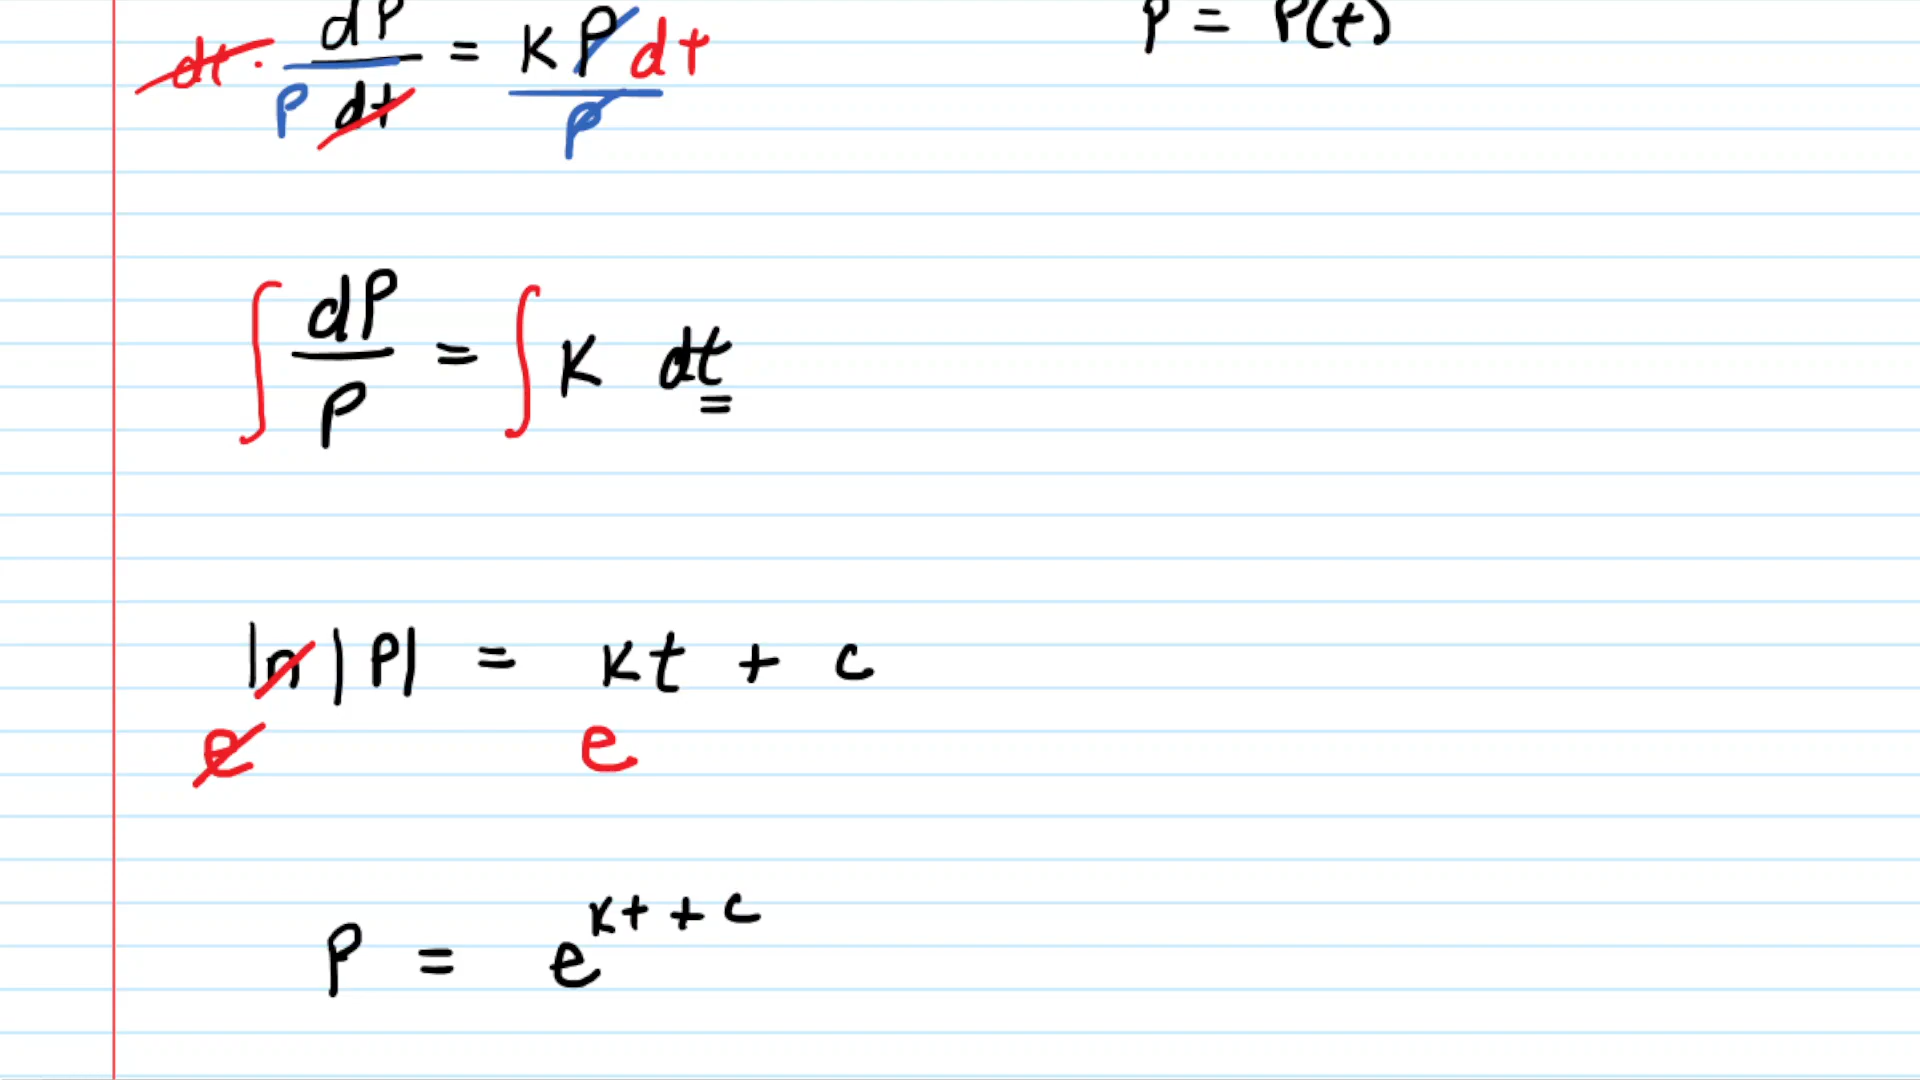 dt · dP / P dt = KP dt / P
P = P(t)
∫ dP / P = ∫ K dt
ln |P| = Kt + c
e e
P = e^{Kt + c}